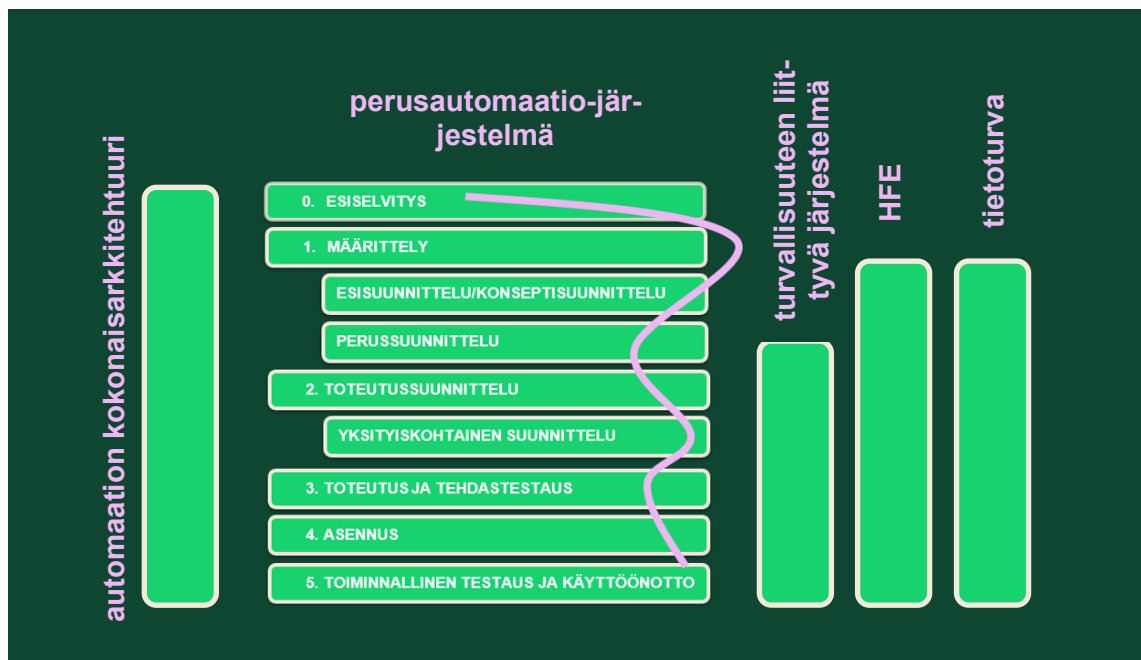 automaation kokonaisarkkitehtuuri
perusautomaatio-jär-
jestelmä
0. ESISELVITYS
1. MÄÄRITTELY
ESISUUNNITTELU/KONSEPTISUUNNITTELU
PERUSSUUNNITTELU
2. TOTEUTUSSUUNNITTELU
YKSITYISKOHTAINEN SUUNNITTELU
3. TOTEUTUS JA TEHDASTESTAUS
4. ASENNUS
5. TOIMINNALLINEN TESTAUS JA KÄYTTÖÖNOTTO
turvallisuuteen liit-
tyvä järjestelmä
HFE
tietoturva